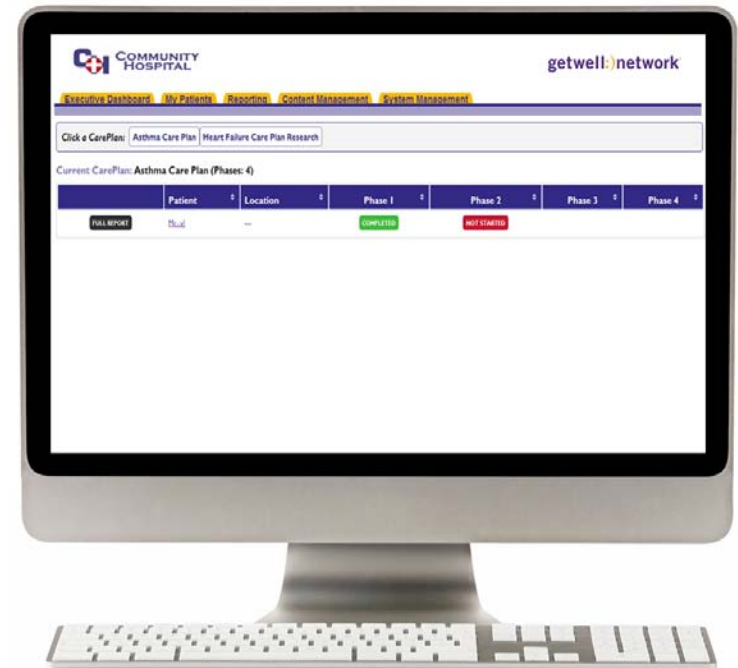 COMMUNITY
HOSPITAL
getwell:)network
Executive Dashboard My Patients Reporting Content Management System Management
Click a CarePlan: Asthma Care Plan Heart Failure Care Plan Research
Current CarePlan: Asthma Care Plan (Phases: 4)
Patient Location Phase 1 Phase 2 Phase 3 Phase 4
FULL REPORT --- COMPLETED NOT STARTED